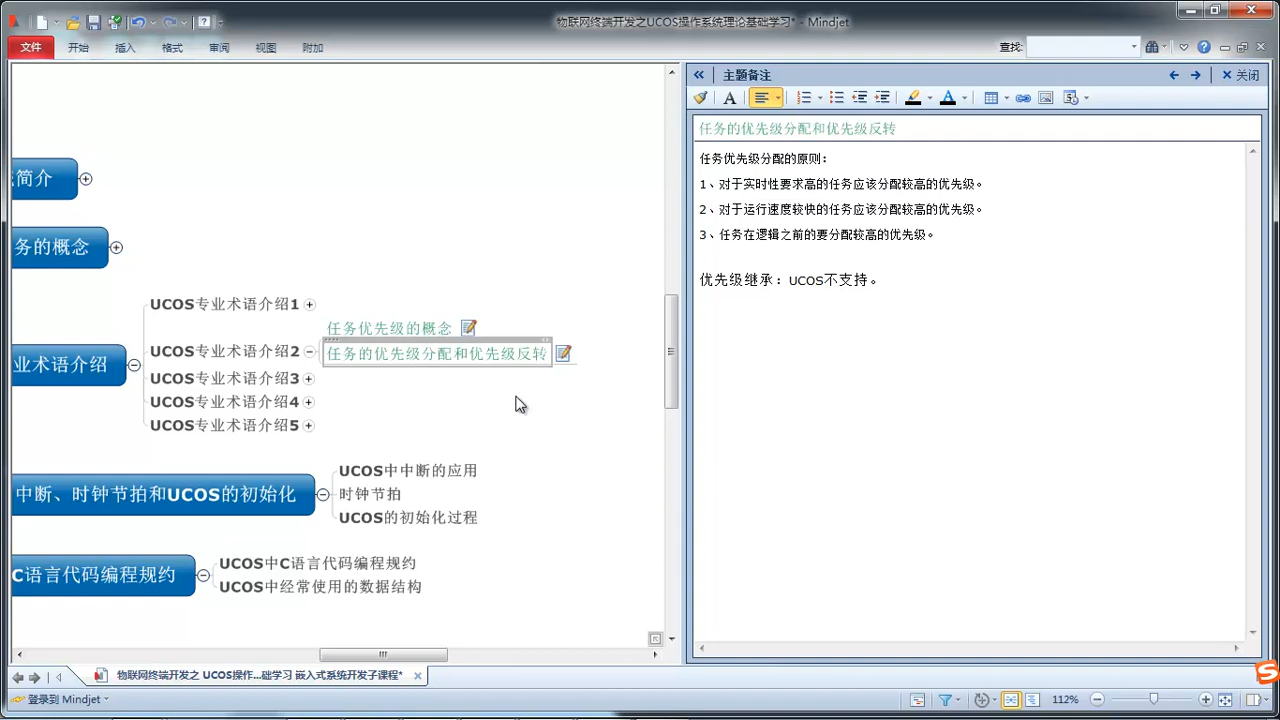 物联网终端开发之UCOS操作系统理论基础学习* - Mindjet
文件 开始 插入 格式 审阅 视图 附加
查找:
简介
务的概念
业术语介绍
UCOS专业术语介绍1
UCOS专业术语介绍2
任务优先级的概念
任务的优先级分配和优先级反转
UCOS专业术语介绍3
UCOS专业术语介绍4
UCOS专业术语介绍5
中断、时钟节拍和UCOS的初始化
UCOS中中断的应用
时钟节拍
UCOS的初始化过程
C语言代码编程规约
UCOS中C语言代码编程规约
UCOS中经常使用的数据结构
主题备注
关闭
任务的优先级分配和优先级反转
任务优先级分配的原则:
1、对于实时性要求高的任务应该分配较高的优先级。
2、对于运行速度较快的任务应该分配较高的优先级。
3、任务在逻辑之前的要分配较高的优先级。
优先级继承：UCOS不支持。
物联网终端开发之 UCOS操作...础学习 嵌入式系统开发子课程*
登录到 Mindjet
112%